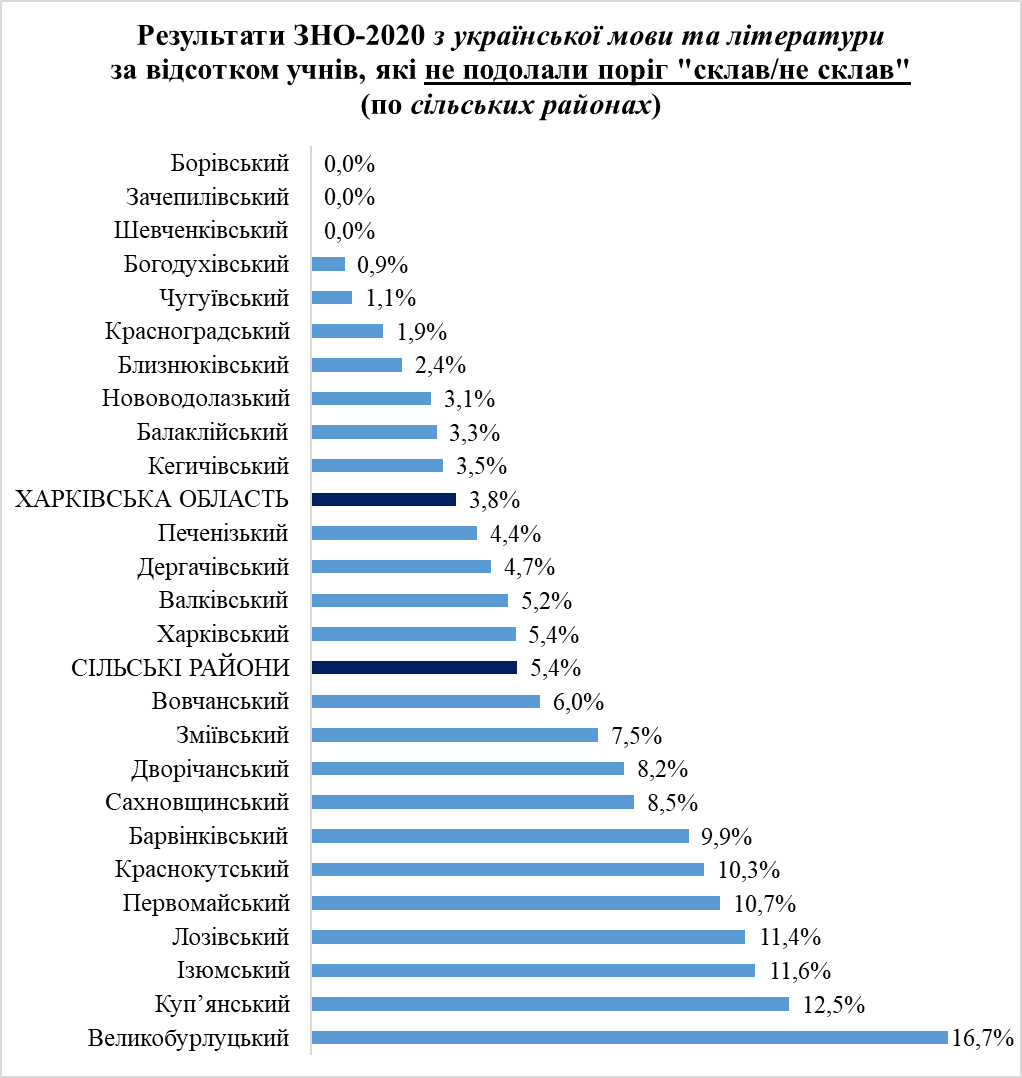 Результати ЗНО-2020 з української мови та літератури
за відсотком учнів, які не подолали поріг "склав/не склав"
(по сільських районах)
Борівський 0,0%
Зачепилівський 0,0%
Шевченківський 0,0%
Богодухівський 0,9%
Чугуївський 1,1%
Красноградський 1,9%
Близнюківський 2,4%
Нововодолазький 3,1%
Балаклійський 3,3%
Кегичівський 3,5%
ХАРКІВСЬКА ОБЛАСТЬ 3,8%
Печенізький 4,4%
Дергачівський 4,7%
Валківський 5,2%
Харківський 5,4%
СІЛЬСЬКІ РАЙОНИ 5,4%
Вовчанський 6,0%
Зміївський 7,5%
Дворічанський 8,2%
Сахновщинський 8,5%
Барвінківський 9,9%
Краснокутський 10,3%
Первомайський 10,7%
Лозівський 11,4%
Ізюмський 11,6%
Куп’янський 12,5%
Великобурлуцький 16,7%